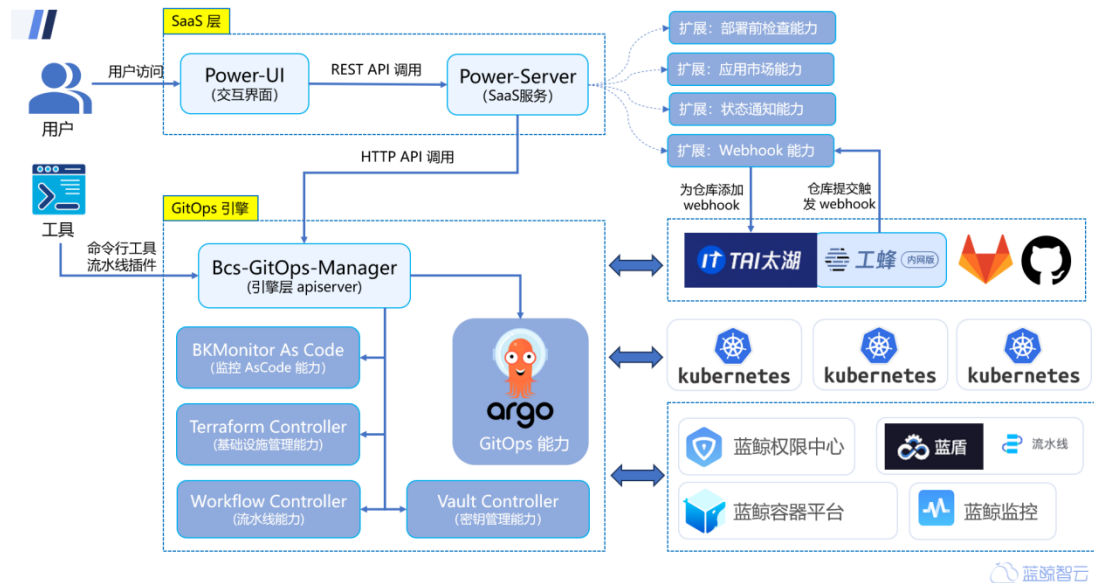 SaaS 层
用户访问
Power-UI
(交互界面)
REST API 调用
Power-Server
(SaaS服务)
扩展：部署前检查能力
扩展：应用市场能力
扩展：状态通知能力
扩展：Webhook 能力
用户
HTTP API 调用
为仓库添加
webhook
仓库提交触
发 webhook
工具
GitOps 引擎
命令行工具
流水线插件
Bcs-GitOps-Manager
(引擎层 apiserver)
TAI太湖
工蜂
内网版
BKMonitor As Code
(监控 AsCode 能力)
argo
GitOps 能力
kubernetes
kubernetes
kubernetes
Terraform Controller
(基础设施管理能力)
Workflow Controller
(流水线能力)
Vault Controller
(密钥管理能力)
蓝鲸权限中心
蓝盾
流水线
蓝鲸容器平台
蓝鲸监控
蓝鲸智云